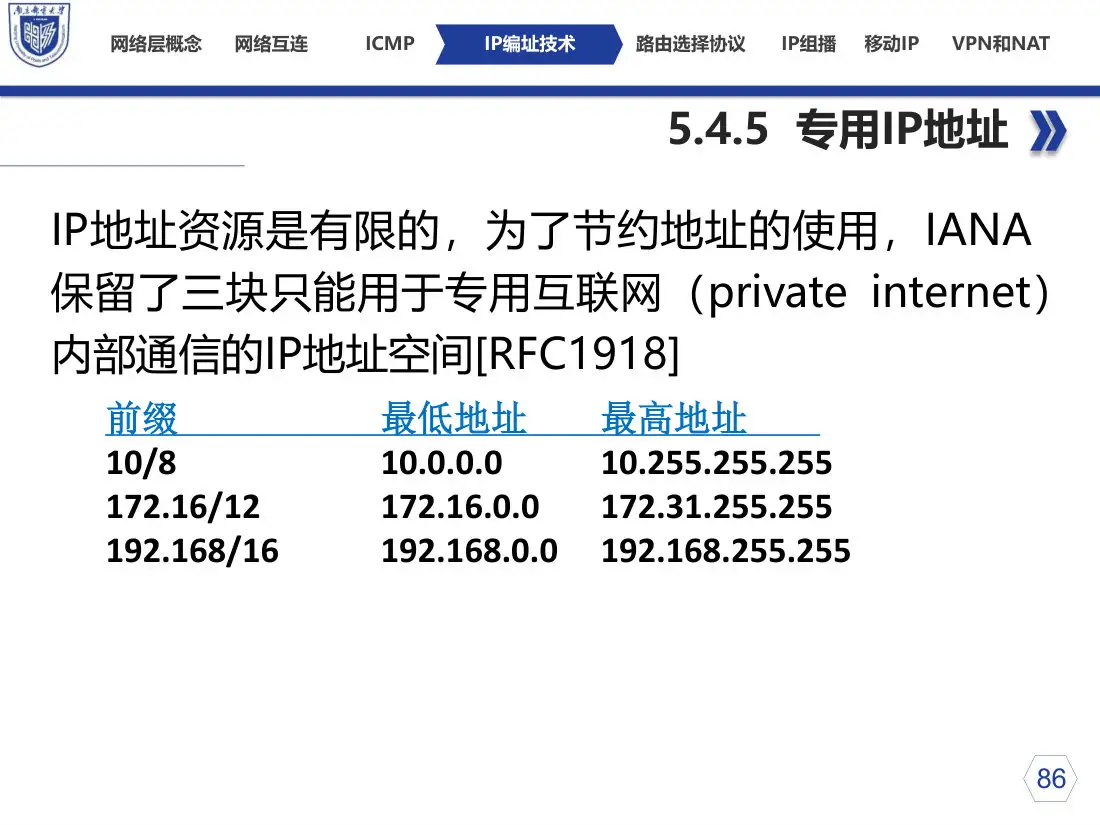 网络层概念 网络互连 ICMP IP编址技术 路由选择协议 IP组播 移动IP VPN和NAT
5.4.5 专用IP地址
IP地址资源是有限的，为了节约地址的使用，IANA
保留了三块只能用于专用互联网（private internet）
内部通信的IP地址空间[RFC1918]
前缀 最低地址 最高地址
10/8 10.0.0.0 10.255.255.255
172.16/12 172.16.0.0 172.31.255.255
192.168/16 192.168.0.0 192.168.255.255
86